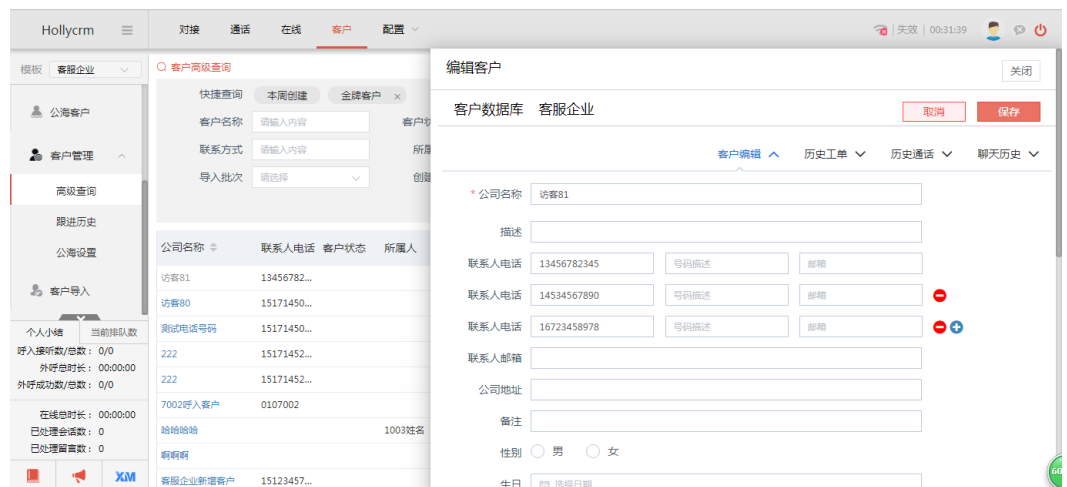 Hollycrm 对接 通话 在线 客户 配置 失效 00:31:39
模板 客服企业
公海客户
客户管理
高级查询
跟进历史
公海设置
客户导入
个人小结 当前排队数
呼入接听数/总数: 0/0
外呼总时长: 00:00:00
外呼成功数/总数: 0/0
在线总时长: 00:00:00
已处理会话数: 0
已处理留言数: 0
XM
客户高级查询
快捷查询 本周创建 金牌客户 ×
客户名称 请输入内容 客户状
联系方式 请输入内容 所属
导入批次 请选择 创建
公司名称 联系人电话 客户状态 所属人
访客81 13456782...
访客80 15171450...
测试电话号码 15171450...
222 15171452...
222 15171452...
7002呼入客户 0107002
哈哈哈哈 1003姓名
啊啊啊
客服企业新增客户 15123457...
编辑客户 关闭
客户数据库 客服企业 取消 保存
客户编辑 历史工单 历史通话 聊天历史
* 公司名称 访客81
描述
联系人电话 13456782345 号码描述 邮箱
联系人电话 14534567890 号码描述 邮箱
联系人电话 16723458978 号码描述 邮箱
联系人邮箱
公司地址
备注
性别 男 女
生日 选择日期
60